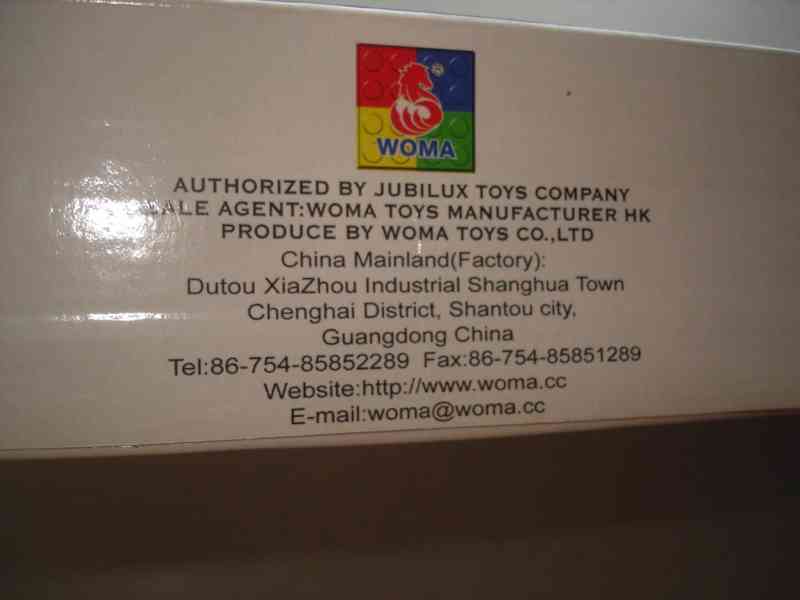 WOMA
AUTHORIZED BY JUBILUX TOYS COMPANY
SALE AGENT:WOMA TOYS MANUFACTURER HK
PRODUCE BY WOMA TOYS CO.,LTD
China Mainland(Factory):
Dutou XiaZhou Industrial Shanghua Town
Chenghai District, Shantou city,
Guangdong China
Tel:86-754-85852289 Fax:86-754-85851289
Website:http://www.woma.cc
E-mail:woma@woma.cc